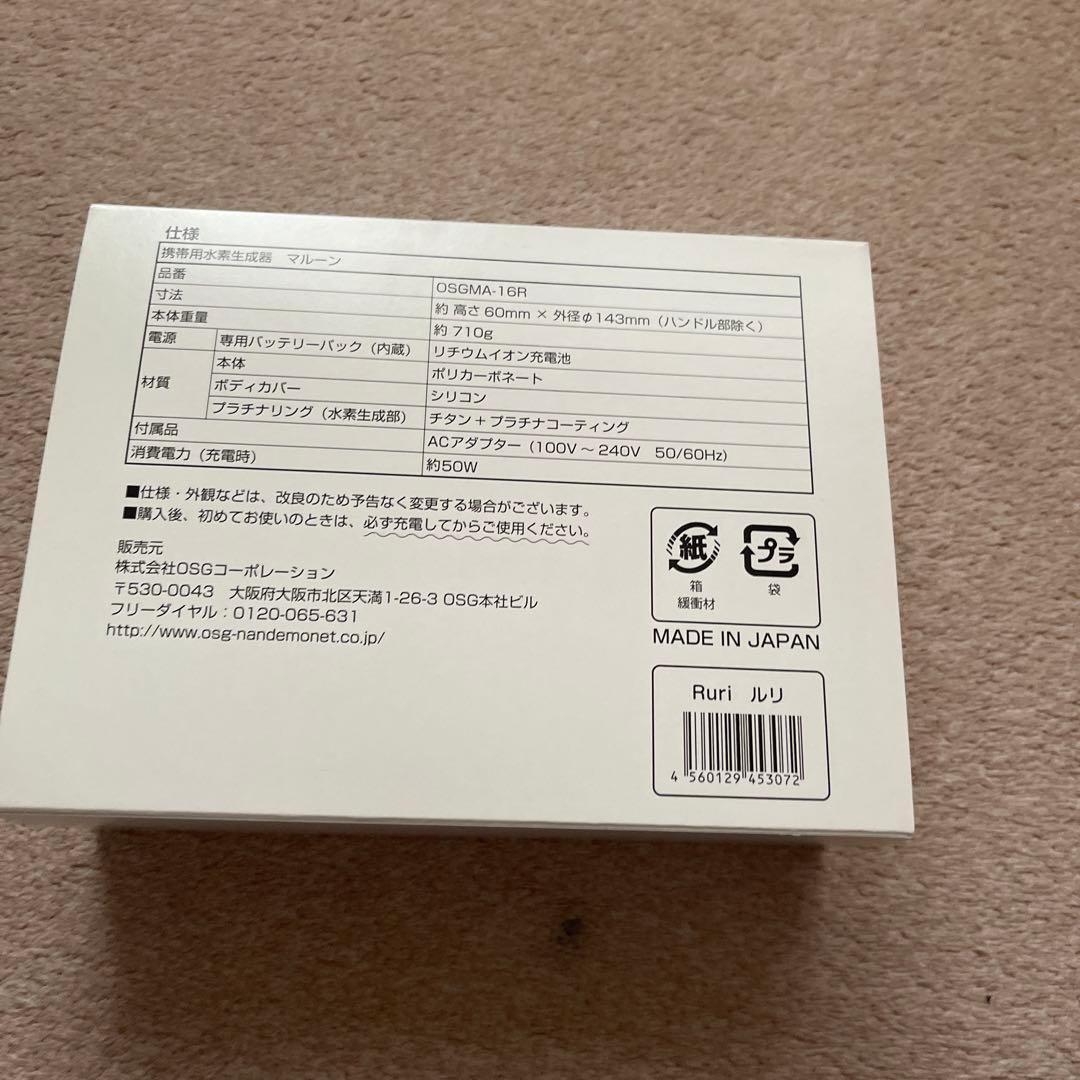 仕様
携帯用水素生成器　マルーン
品番　OSGMA-16R
寸法　約 高さ 60mm × 外径φ143mm（ハンドル部除く）
本体重量　約 710g
電源　専用バッテリーパック（内蔵）　リチウムイオン充電池
材質　本体　ポリカーボネート
ボディカバー　シリコン
プラチナリング（水素生成部）　チタン＋プラチナコーティング
付属品　ACアダプター（100V～240V　50/60Hz）
消費電力（充電時）　約50W
■仕様・外観などは、改良のため予告なく変更する場合がございます。
■購入後、初めてお使いのときは、必ず充電してからご使用ください。
販売元
株式会社OSGコーポレーション
〒530-0043　大阪府大阪市北区天満1-26-3 OSG本社ビル
フリーダイヤル：0120-065-631
http://www.osg-nandemonet.co.jp/
紙　プラ
箱　袋
緩衝材
MADE IN JAPAN
Ruri　ルリ
4 560129 453072